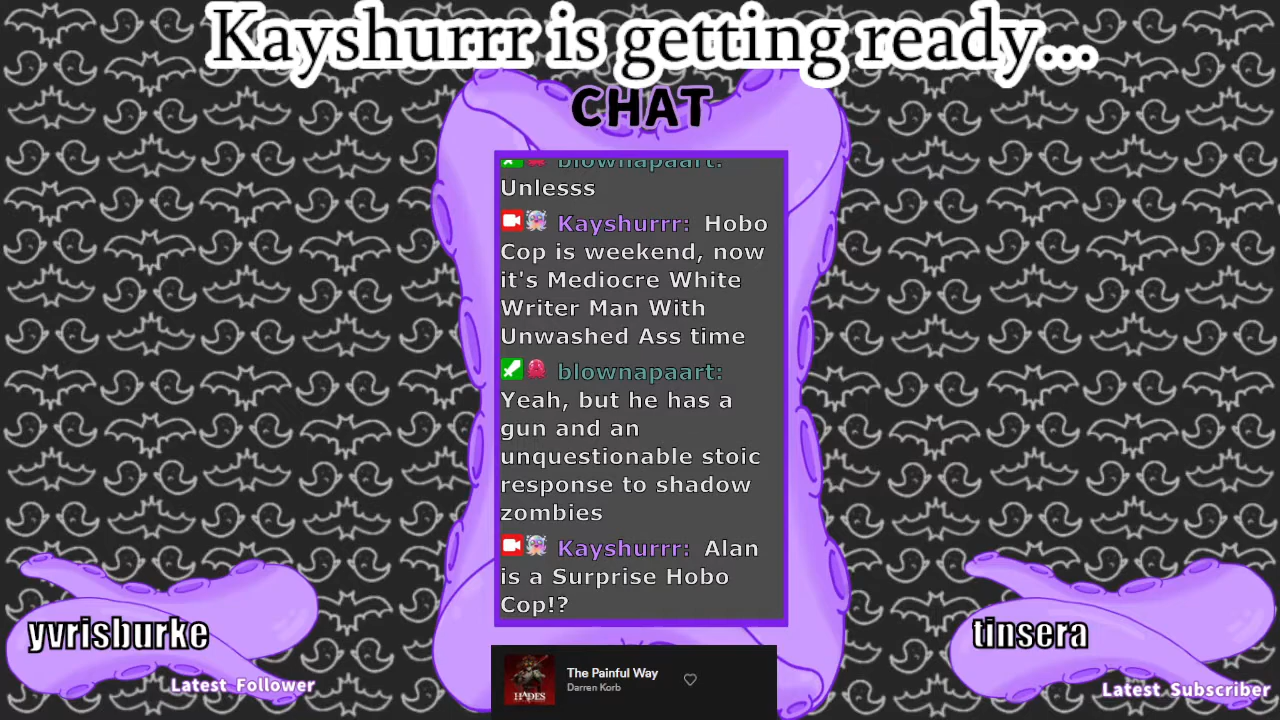 Kayshurrr is getting ready...
CHAT
blownapaart:
Unlesss
Kayshurrr: Hobo
Cop is weekend, now
it's Mediocre White
Writer Man With
Unwashed Ass time
blownapaart:
Yeah, but he has a
gun and an
unquestionable stoic
response to shadow
zombies
Kayshurrr: Alan
is a Surprise Hobo
Cop!?
yvrisburke
Latest Follower
tinsera
Latest Subscriber
HADES
The Painful Way
Darren Korb